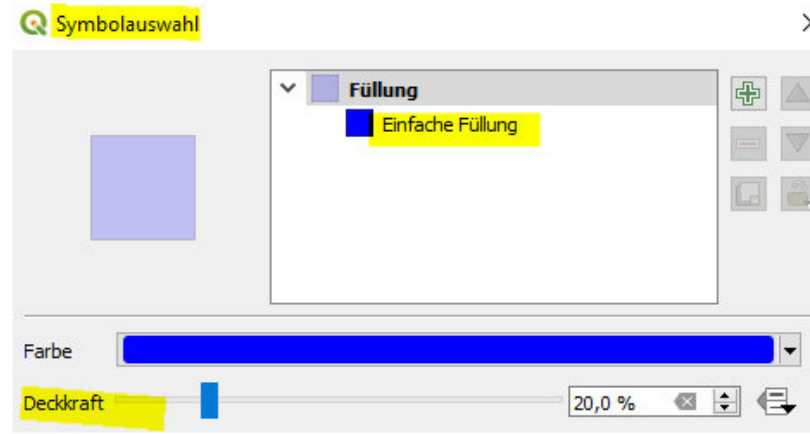 Symbolauswahl
Füllung
Einfache Füllung
Farbe
Deckkraft
20,0 %